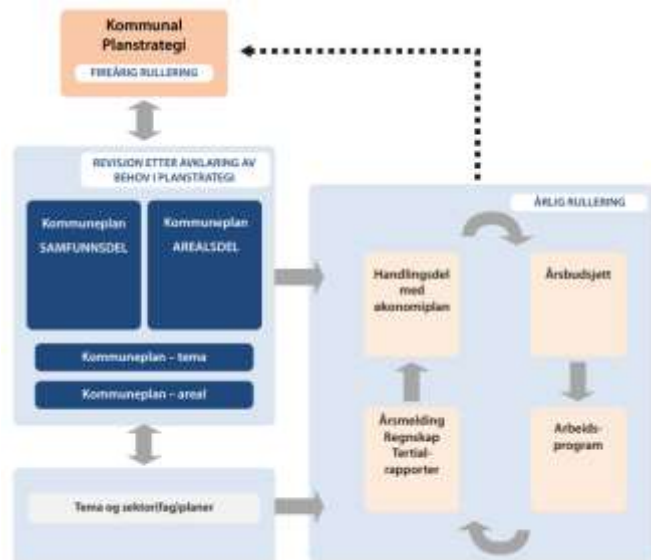 Kommunal
Planstrategi
FIREÅRIG RULLERING
REVISJON ETTER AVKLARING AV
BEHOV I PLANSTRATEGI
Kommuneplan
SAMFUNNSDEL
Kommuneplan
AREALSDEL
Kommuneplan – tema
Kommuneplan – areal
Tema og sektor(fag)planer
ÅRLIG RULLERING
Handlingsdel
med
økonomiplan
Årsbudsjett
Årsmelding
Regnskap
Tertial-
rapporter
Arbeids-
program